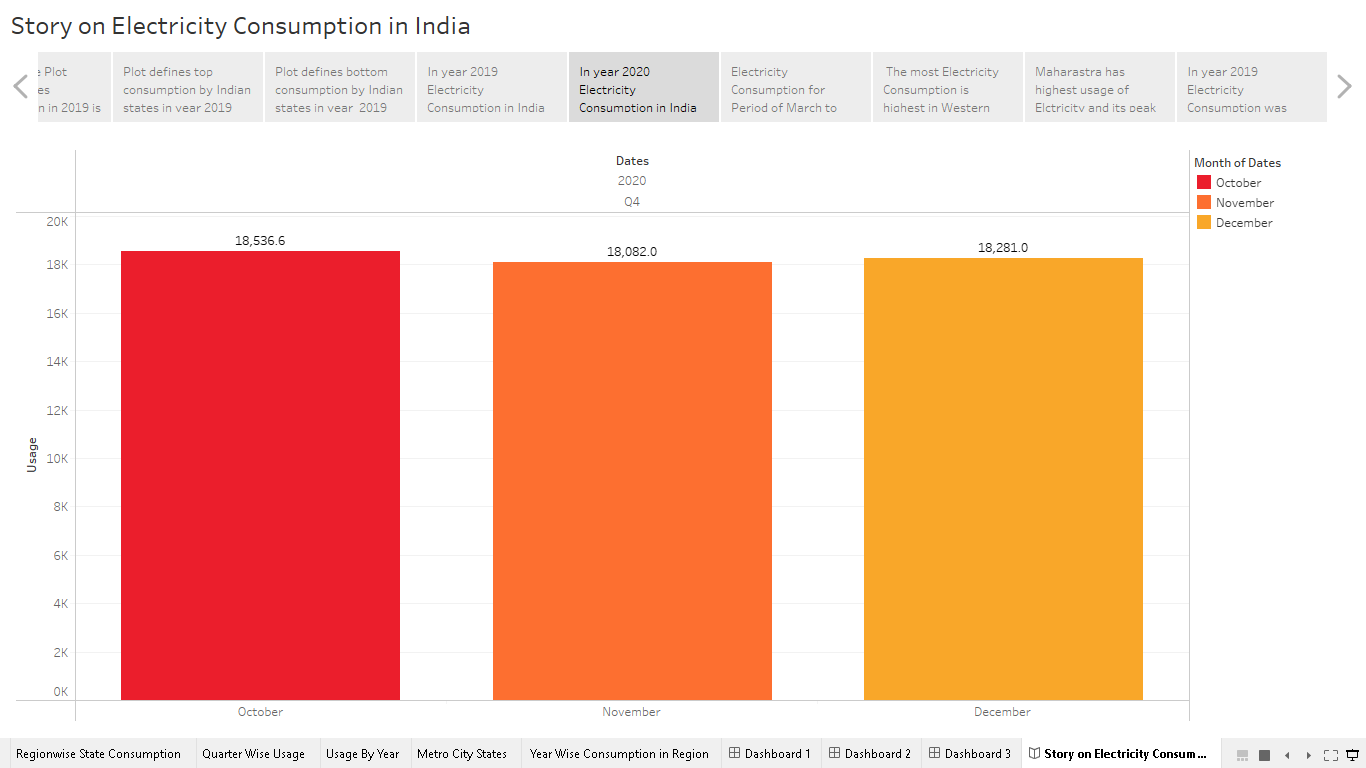 Story on Electricity Consumption in India
e Plot
es
n in 2019 is
Plot defines top
consumption by Indian
states in year 2019
Plot defines bottom
consumption by Indian
states in year 2019
In year 2019
Electricity
Consumption in India
In year 2020
Electricity
Consumption in India
Electricity
Consumption for
Period of March to
The most Electricity
Consumption is
highest in Western
Maharastra has
highest usage of
Elctricity and its peak
In year 2019
Electricity
Consumption was
Dates
2020
Q4
Month of Dates
October
November
December
20K
18K
16K
14K
12K
10K
8K
6K
4K
2K
0K
Usage
18,536.6
18,082.0
18,281.0
October
November
December
Regionwise State Consumption
Quarter Wise Usage
Usage By Year
Metro City States
Year Wise Consumption in Region
Dashboard 1
Dashboard 2
Dashboard 3
Story on Electricity Consum...